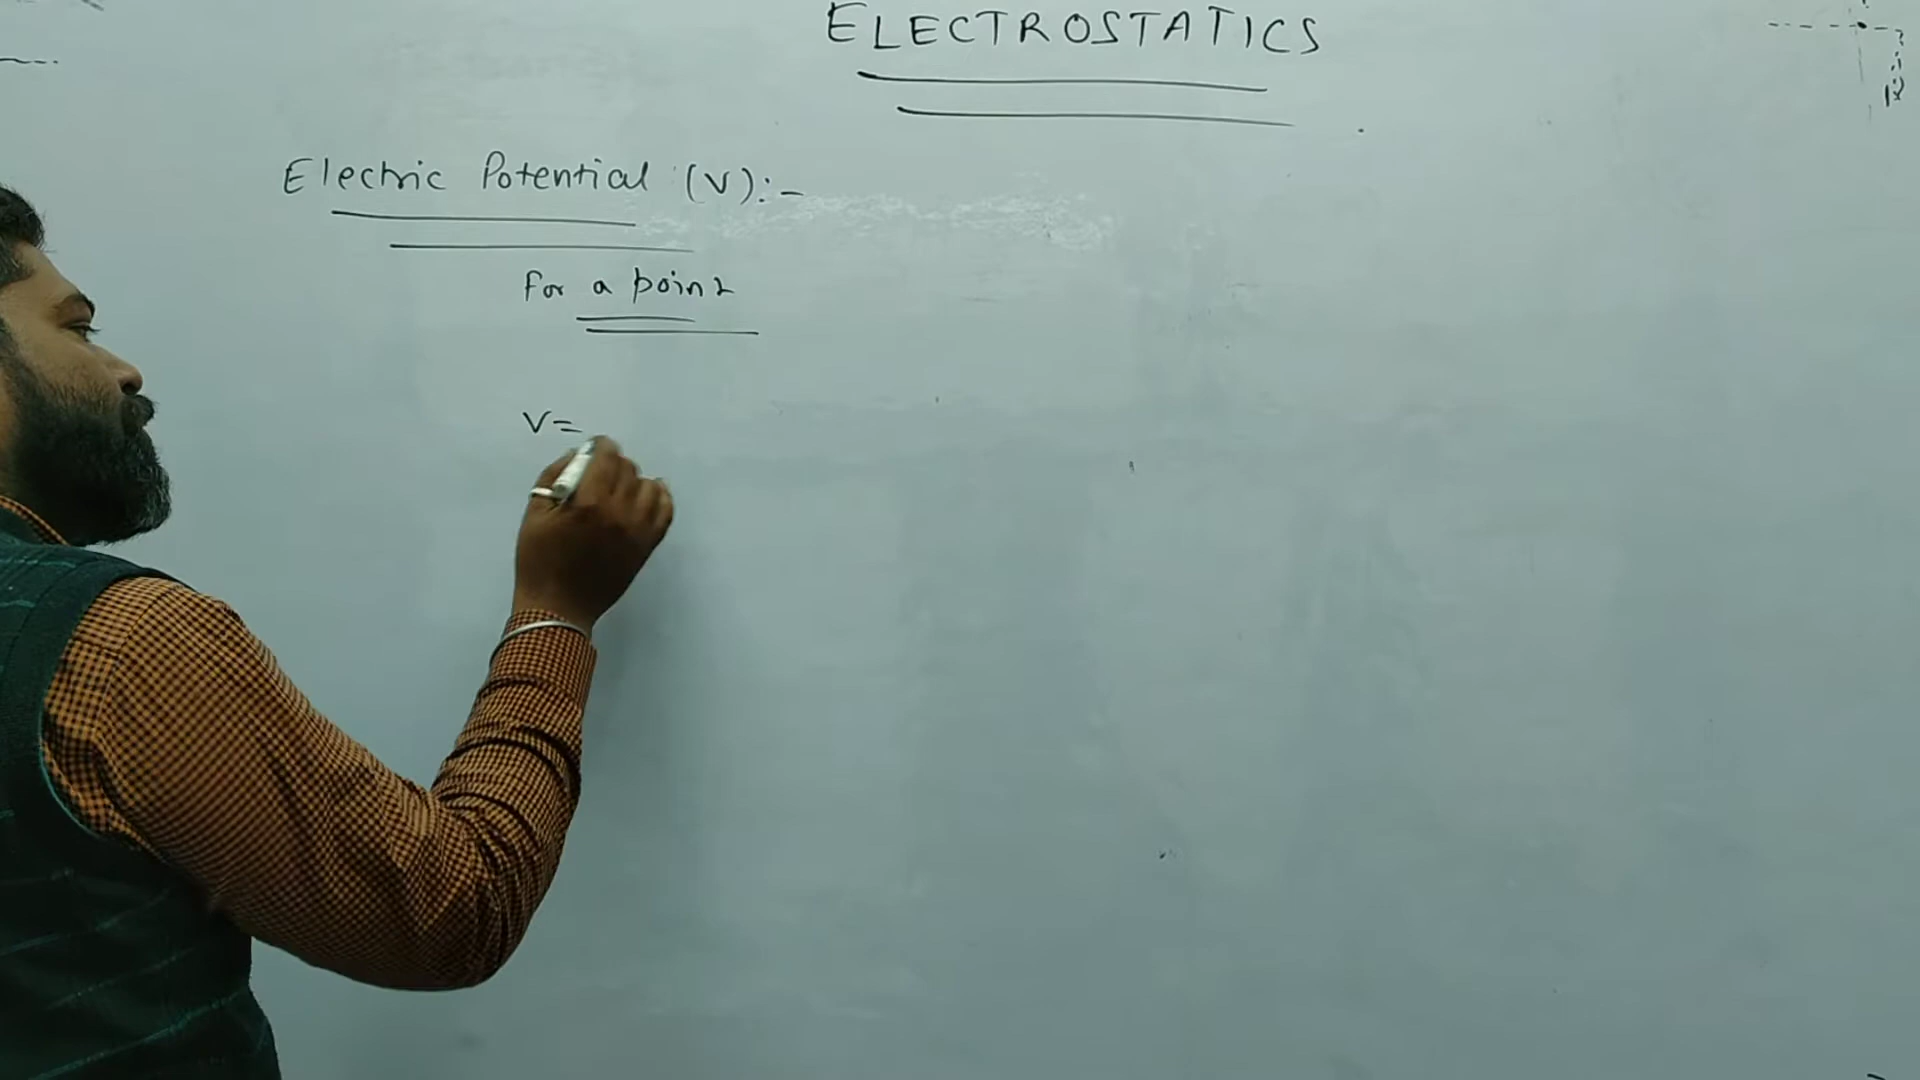 ELECTROSTATICS
Electric Potential (V):-
For a point
V=